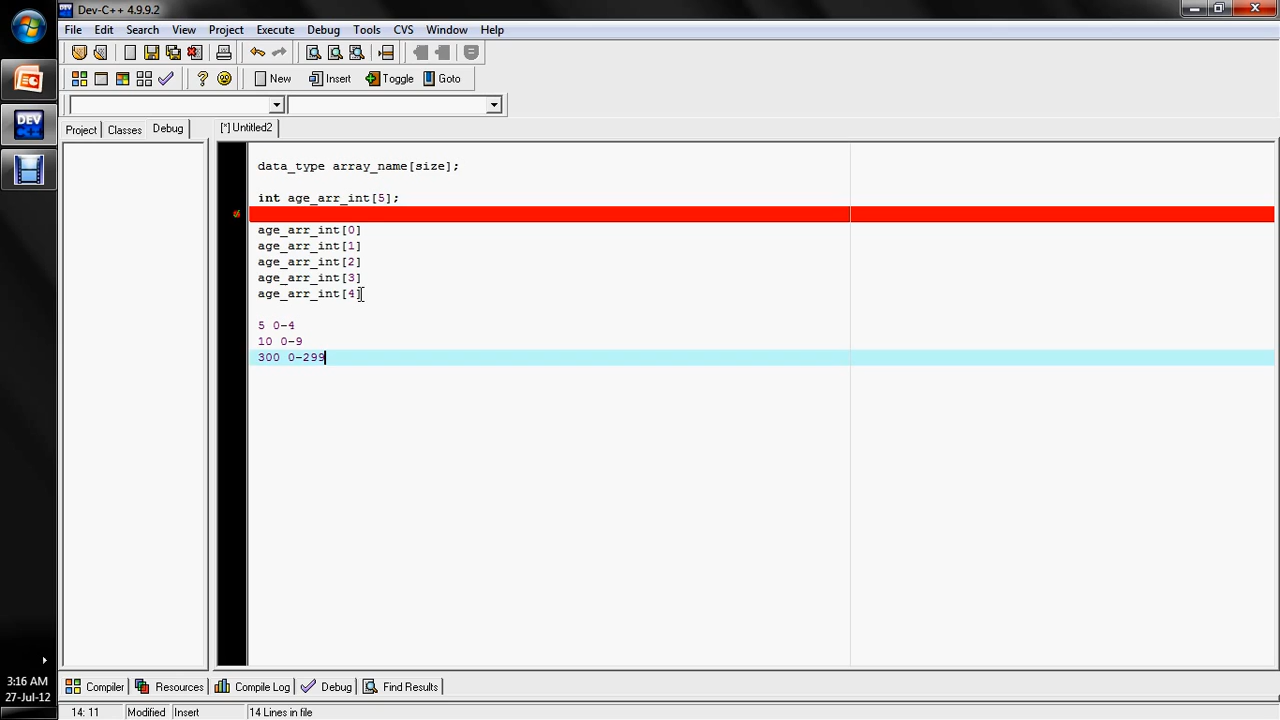 Dev-C++ 4.9.9.2
File Edit Search View Project Execute Debug Tools CVS Window Help
New Insert Toggle Goto
Project Classes Debug
[*] Untitled2
data_type array_name[size];
int age_arr_int[5];
age_arr_int[0]
age_arr_int[1]
age_arr_int[2]
age_arr_int[3]
age_arr_int[4]
5 0-4
10 0-9
300 0-299
DEV
C++
Compiler Resources Compile Log Debug Find Results
14: 11 Modified Insert 14 Lines in file
3:16 AM
27-Jul-12